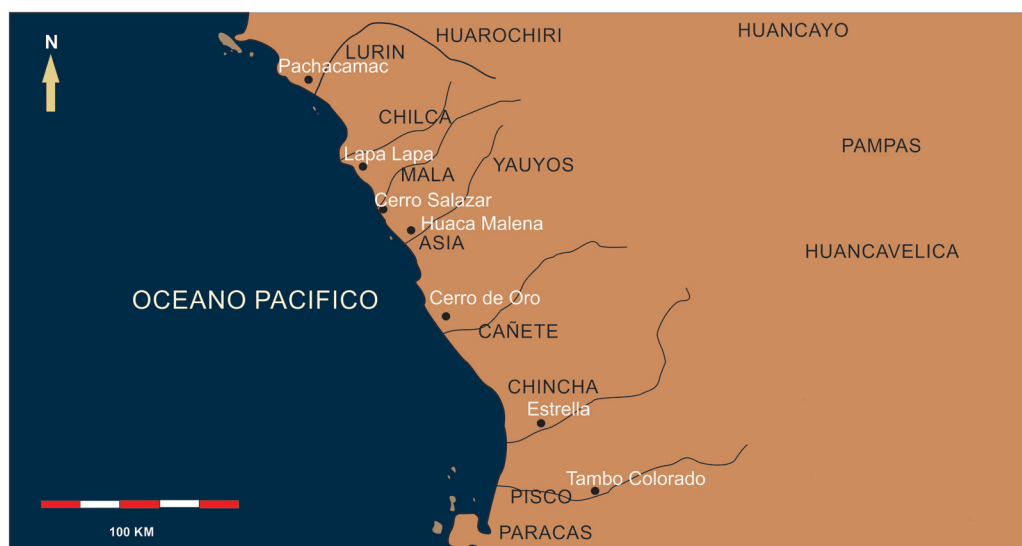 N
HUANCAYO
HUAROCHIRI
LURIN
Pachacamac
CHILCA
PAMPAS
Lapa Lapa
YAUYOS
MALA
Cerro Salazar
Huaca Malena
ASIA
HUANCAVELICA
OCEANO PACIFICO
Cerro de Oro
CAÑETE
CHINCHA
Estrella
Tambo Colorado
PISCO
100 KM
PARACAS